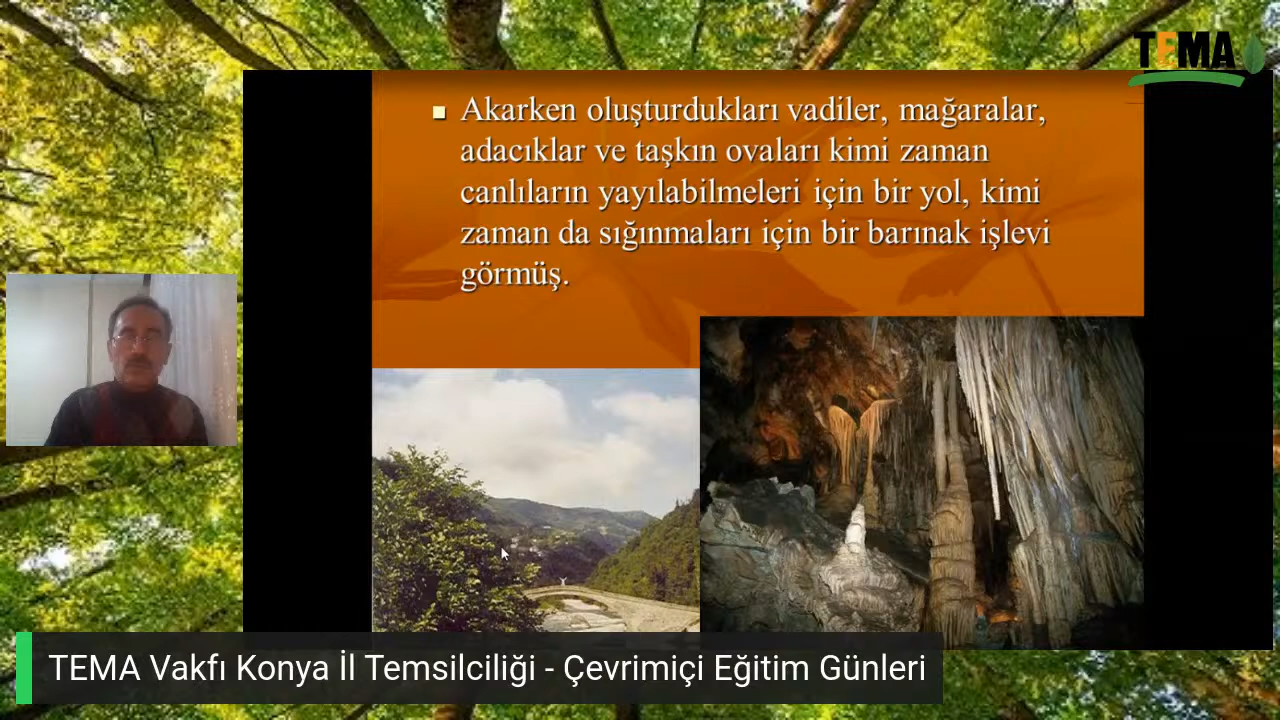 TEMA
Akarken oluşturdukları vadiler, mağaralar,
adacıklar ve taşkın ovaları kimi zaman
canlıların yayılabilmeleri için bir yol, kimi
zaman da sığınmaları için bir barınak işlevi
görmüş.
TEMA Vakfı Konya İl Temsilciliği - Çevrimiçi Eğitim Günleri